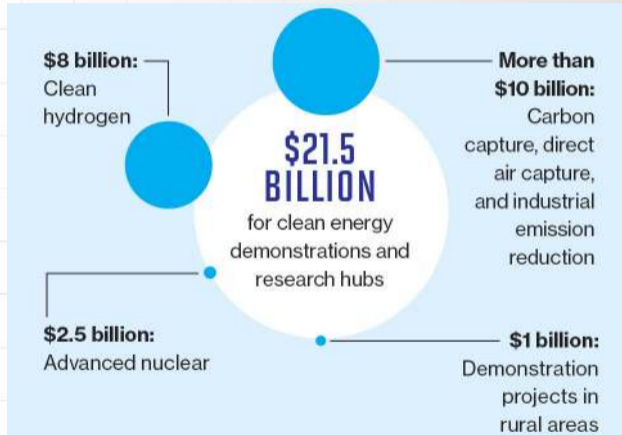 $8 billion:
Clean
hydrogen
More than
$10 billion:
Carbon
capture, direct
air capture,
and industrial
emission
reduction
$21.5
BILLION
for clean energy
demonstrations and
research hubs
$2.5 billion:
Advanced nuclear
$1 billion:
Demonstration
projects in
rural areas